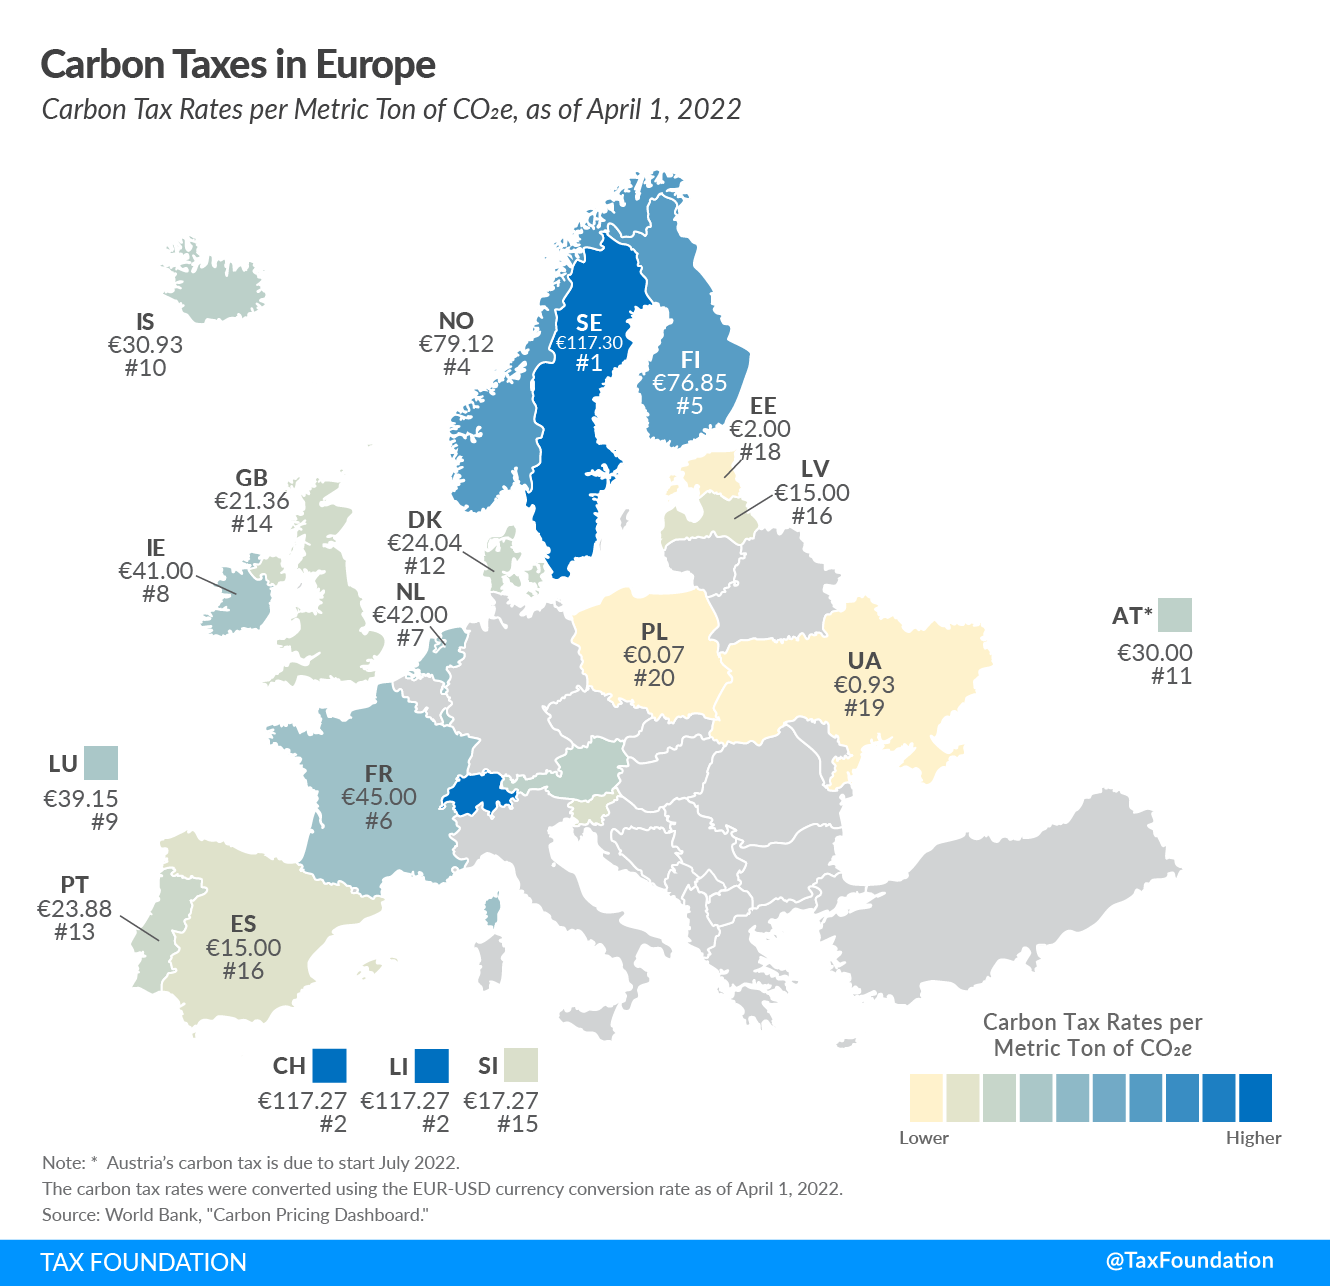 Carbon Taxes in Europe
Carbon Tax Rates per Metric Ton of CO₂e, as of April 1, 2022
IS
€30.93
#10
NO
€79.12
#4
SE
€117.30
#1
FI
€76.85
#5
EE
€2.00
#18
LV
€15.00
#16
GB
€21.36
#14
DK
€24.04
#12
IE
€41.00
#8
NL
€42.00
#7
AT*
€30.00
#11
PL
€0.07
#20
UA
€0.93
#19
LU
€39.15
#9
FR
€45.00
#6
PT
€23.88
#13
ES
€15.00
#16
CH
€117.27
#2
LI
€117.27
#2
SI
€17.27
#15
Carbon Tax Rates per
Metric Ton of CO₂e
Lower
Higher
Note: * Austria's carbon tax is due to start July 2022.
The carbon tax rates were converted using the EUR-USD currency conversion rate as of April 1, 2022.
Source: World Bank, "Carbon Pricing Dashboard."
TAX FOUNDATION
@TaxFoundation